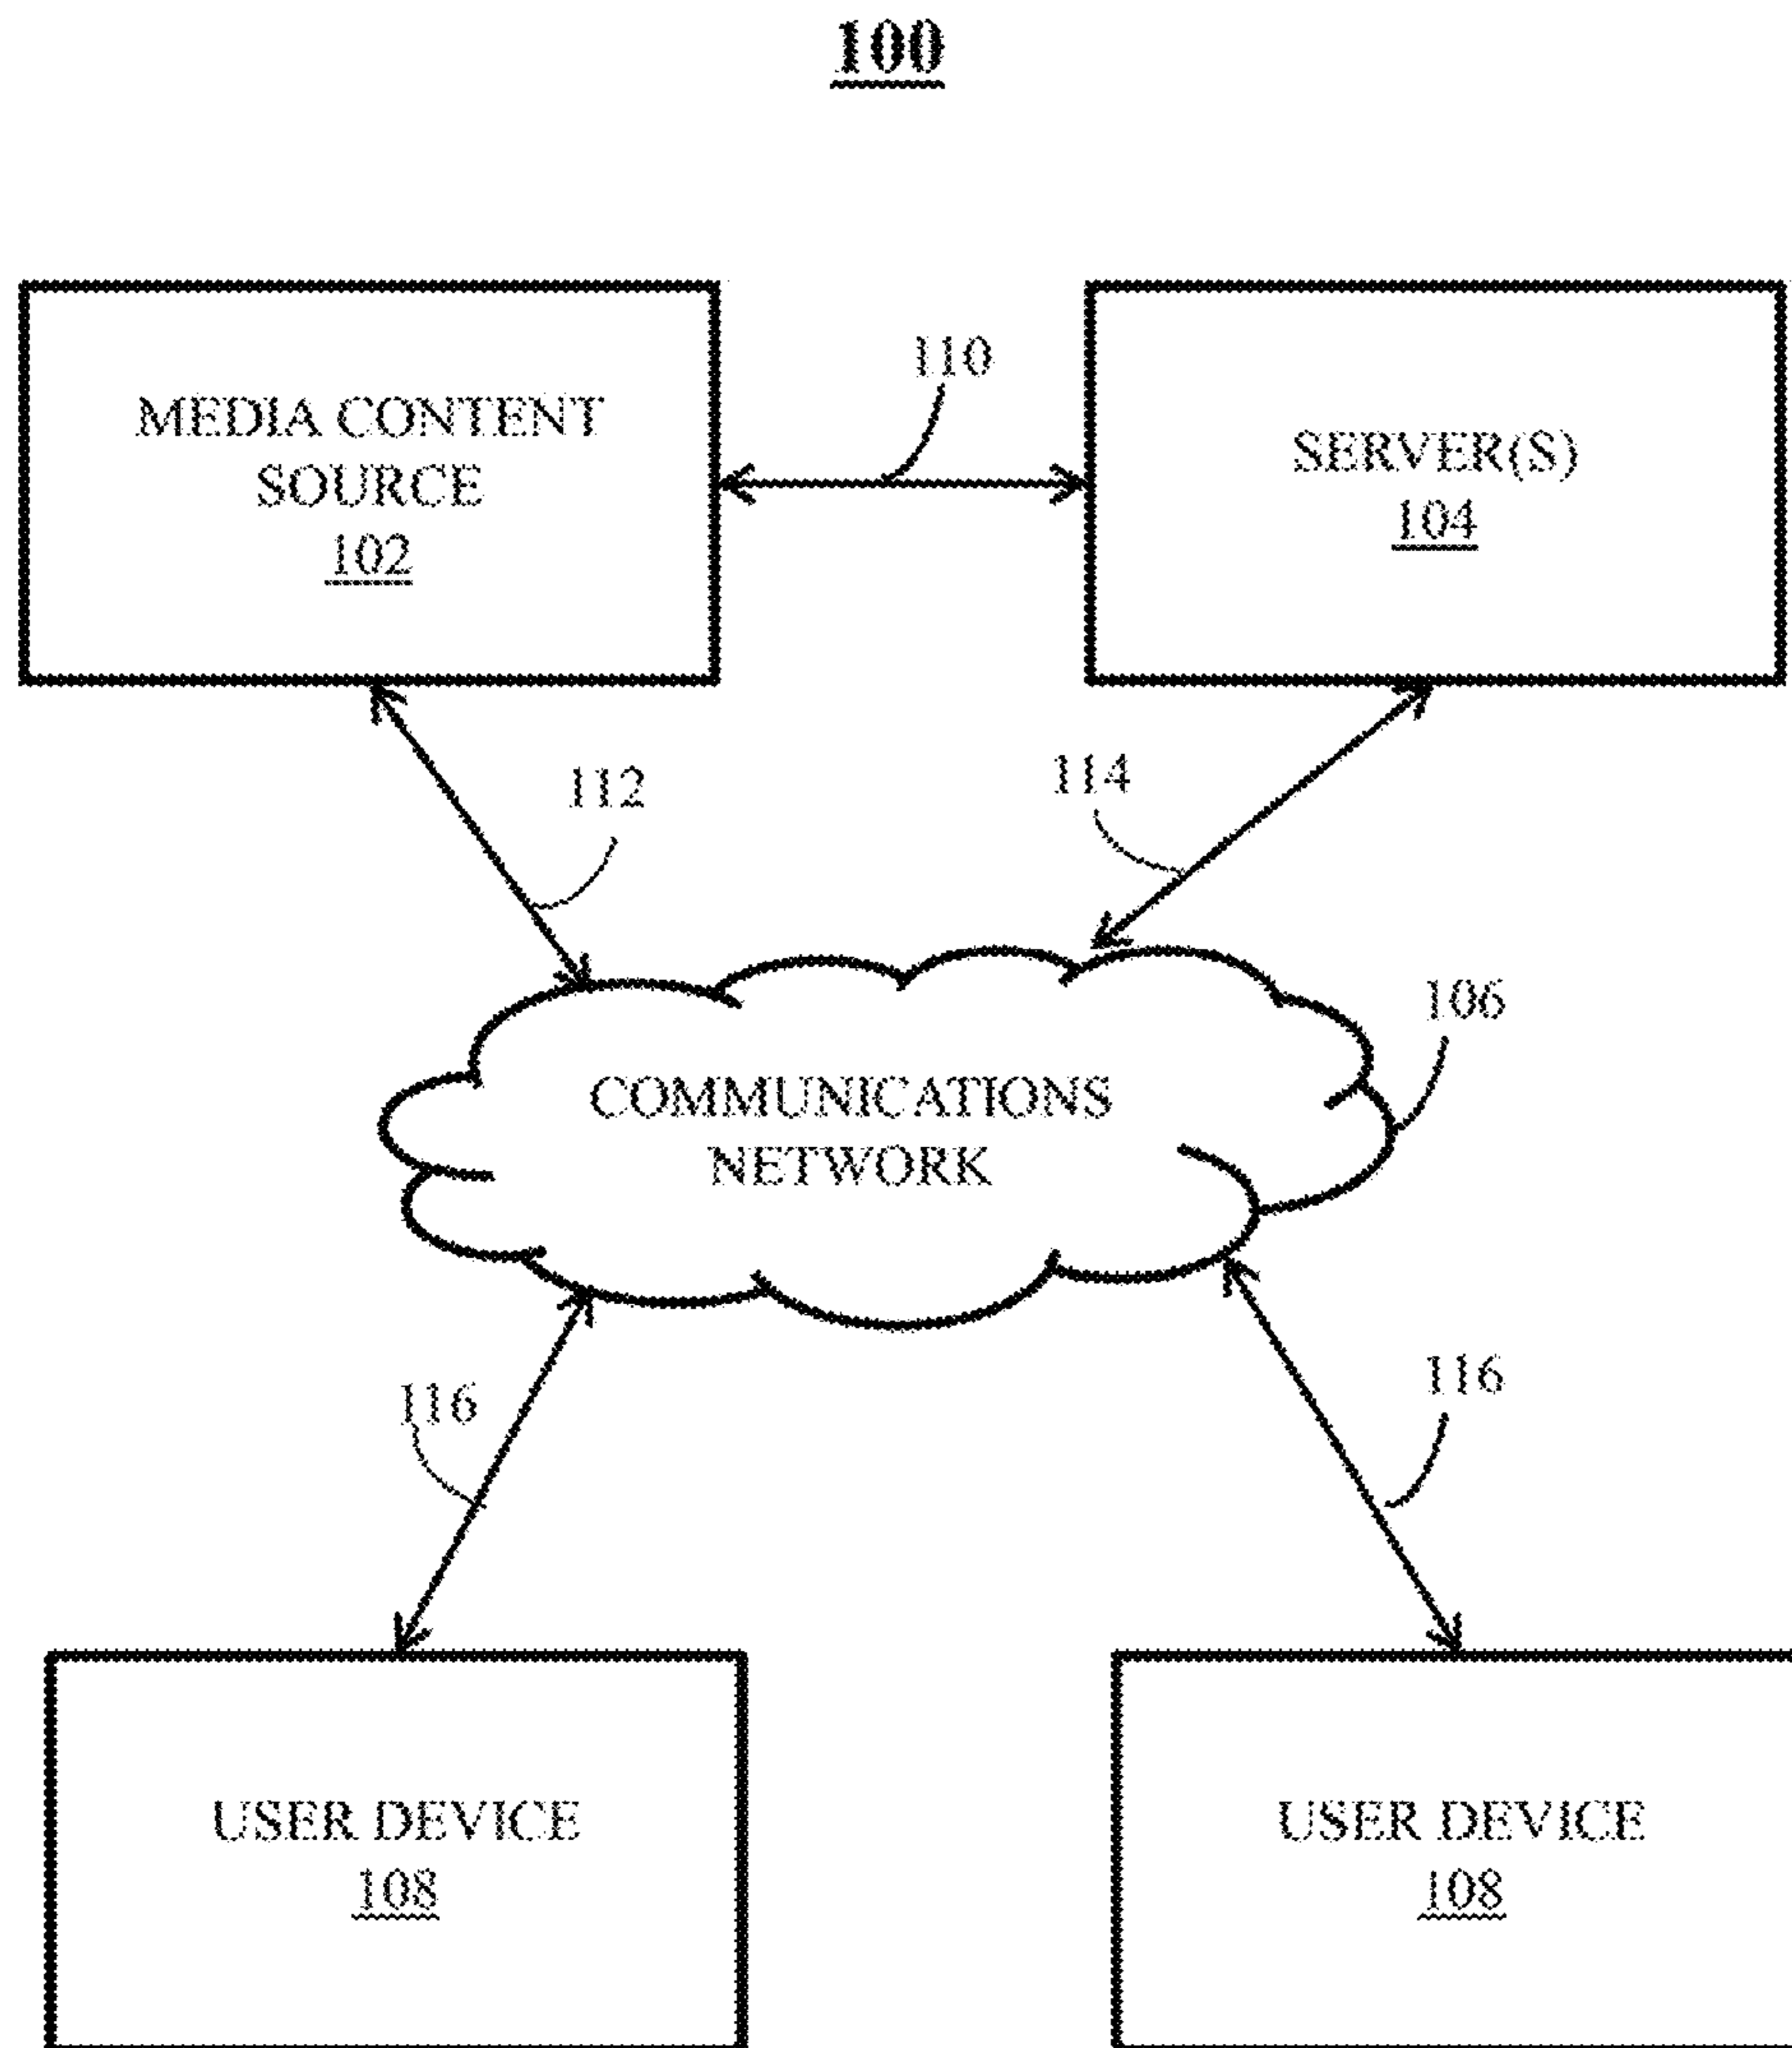 100
110
MEDIA CONTENT
SOURCE
102
SERVER(S)
104
112
114
106
COMMUNICATIONS
NETWORK
116
116
USER DEVICE
108
USER DEVICE
108